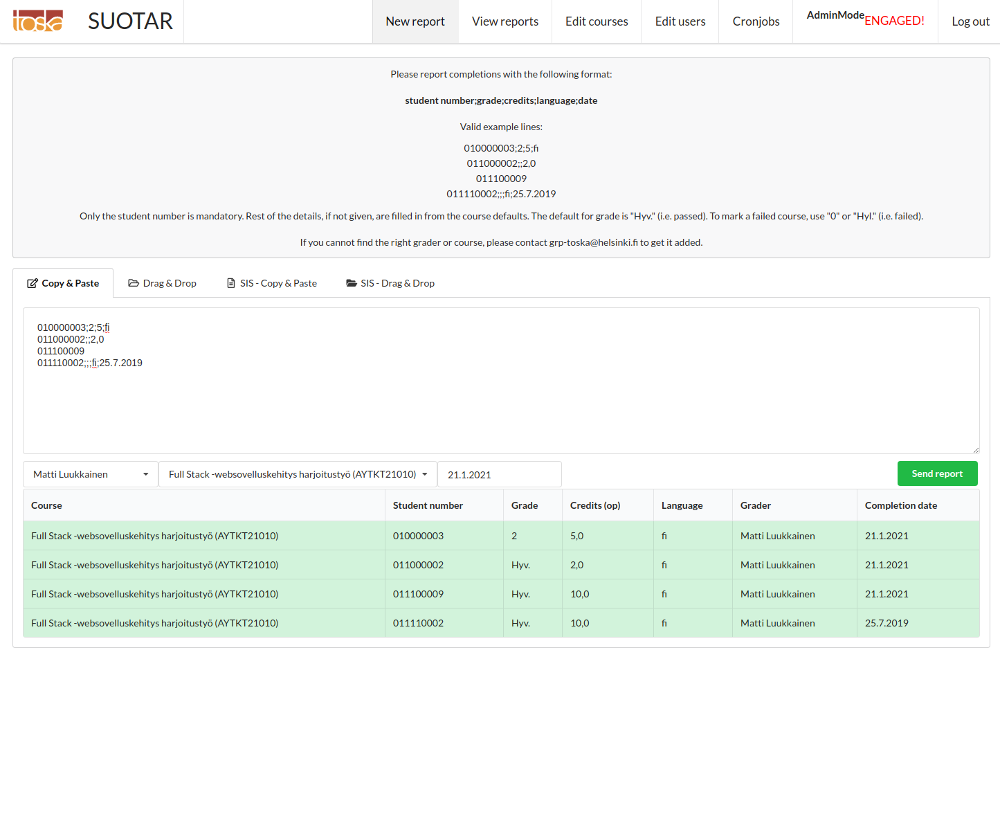 toska SUOTAR New report View reports Edit courses Edit users Cronjobs AdminMode ENGAGED! Log out
Please report completions with the following format:
student number;grade;credits;language;date
Valid example lines:
010000003;2;5;fi
011000002;;2,0
011100009
011110002;;;fi;25.7.2019
Only the student number is mandatory. Rest of the details, if not given, are filled in from the course defaults. The default for grade is "Hyv." (i.e. passed). To mark a failed course, use "0" or "Hyl." (i.e. failed).
If you cannot find the right grader or course, please contact grp-toska@helsinki.fi to get it added.
Copy & Paste Drag & Drop SIS - Copy & Paste SIS - Drag & Drop
010000003;2;5;fi
011000002;;2,0
011100009
011110002;;;fi;25.7.2019
Matti Luukkainen Full Stack -websovelluskehitys harjoitustyö (AYTKT21010) 21.1.2021 Send report
Course Student number Grade Credits (op) Language Grader Completion date
Full Stack -websovelluskehitys harjoitustyö (AYTKT21010) 010000003 2 5,0 fi Matti Luukkainen 21.1.2021
Full Stack -websovelluskehitys harjoitustyö (AYTKT21010) 011000002 Hyv. 2,0 fi Matti Luukkainen 21.1.2021
Full Stack -websovelluskehitys harjoitustyö (AYTKT21010) 011100009 Hyv. 10,0 fi Matti Luukkainen 21.1.2021
Full Stack -websovelluskehitys harjoitustyö (AYTKT21010) 011110002 Hyv. 10,0 fi Matti Luukkainen 25.7.2019